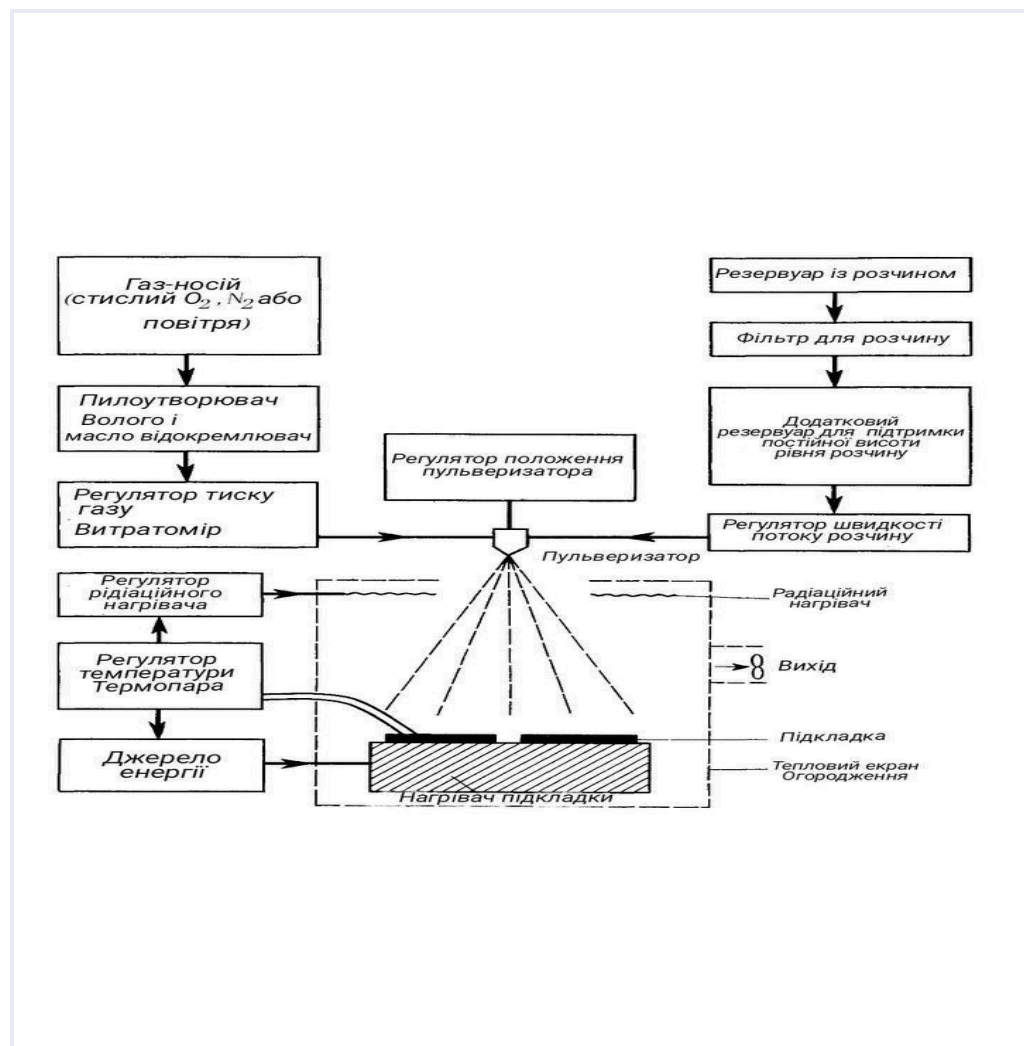 Газ-носій
(стислий O₂, N₂ або
повітря)
Пилоутворювач
Волого і
масло відокремлювач
Регулятор тиску
газу
Витратомір
Регулятор положення
пульверизатора
Резервуар із розчином
Фільтр для розчину
Додатковий
резервуар для підтримки
постійної висоти
рівня розчину
Регулятор швидкості
потоку розчину
Пульверизатор
Регулятор
рідіаційного
нагрівача
Регулятор
температури
Термопара
Джерело
енергії
Радіаційний
нагрівач
Вихід
Підкладка
Тепловий екран
Огородження
Нагрівач підкладки